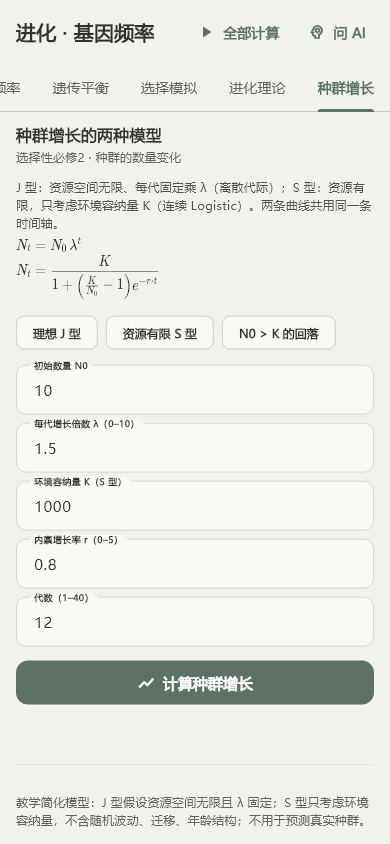 进化 · 基因频率
全部计算
问 AI
频率
遗传平衡
选择模拟
进化理论
种群增长
种群增长的两种模型
选择性必修2 · 种群的数量变化
J 型：资源空间无限、每代固定乘 λ（离散代际）；S 型：资源有
限，只考虑环境容纳量 K（连续 Logistic）。两条曲线共用同一条
时间轴。
N_t = N_0 λ^t
N_t = K / (1 + (K/N_0 − 1)e^{−r·t})
理想 J 型
资源有限 S 型
N0 > K 的回落
初始数量 N0
10
每代增长倍数 λ（0–10）
1.5
环境容纳量 K（S 型）
1000
内禀增长率 r（0–5）
0.8
代数（1–40）
12
计算种群增长
教学简化模型：J 型假设资源空间无限且 λ 固定；S 型只考虑环境
容纳量，不含随机波动、迁移、年龄结构；不用于预测真实种群。